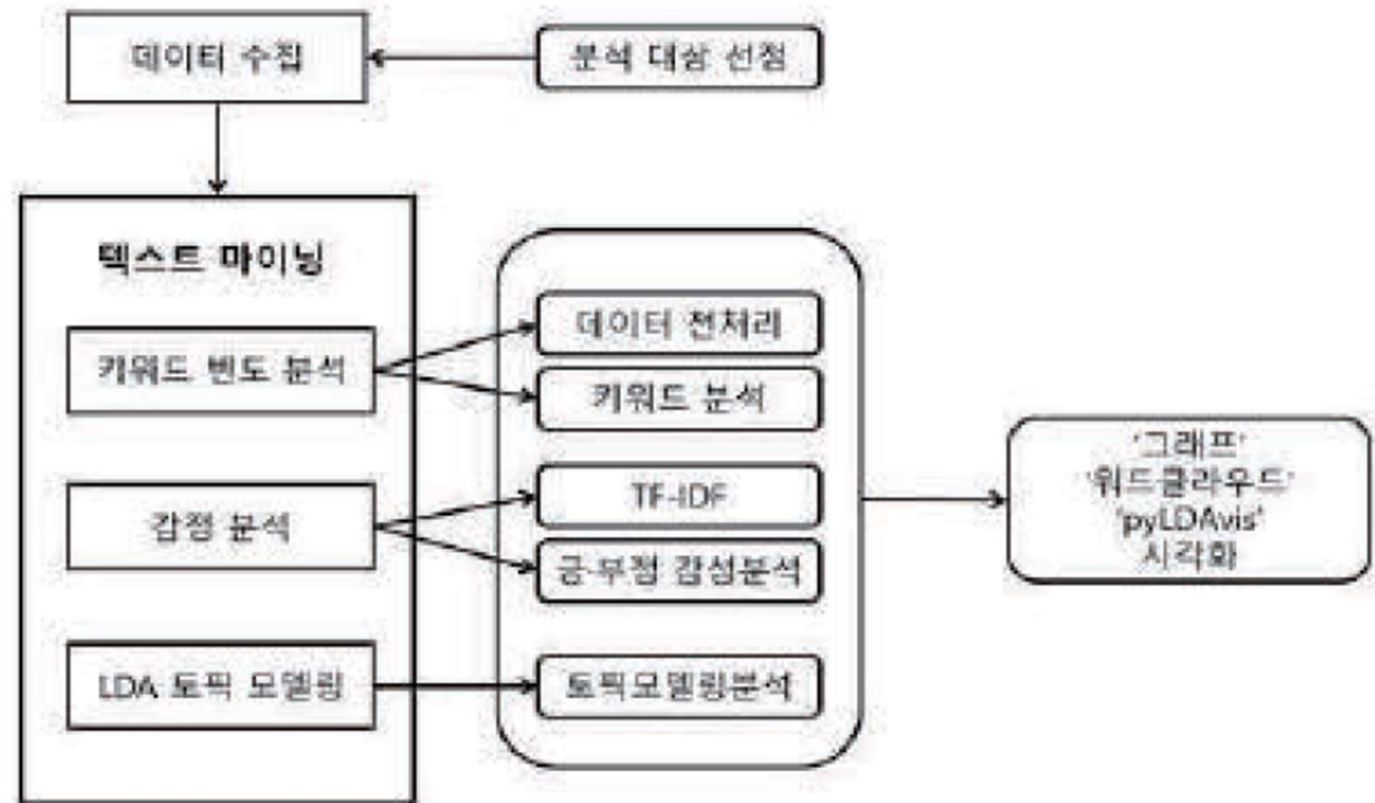 데이터 수집
분석 대상 선정
텍스트 마이닝
키워드 빈도 분석
감정 분석
LDA 토픽 모델링
데이터 전처리
키워드 분석
TF-IDF
긍·부정 감성분석
토픽모델링분석
'그래프'
'워드클라우드'
'pyLDAvis'
시각화